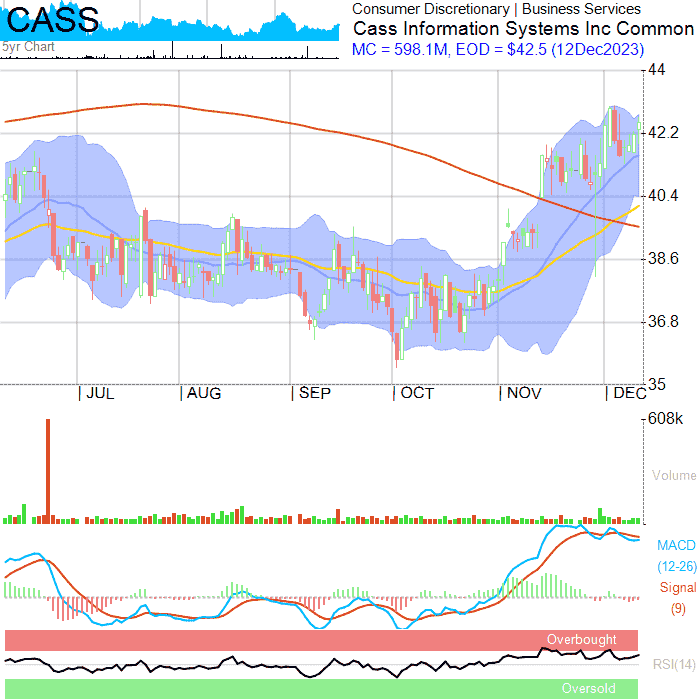 CASS
5yr Chart
Consumer Discretionary | Business Services
Cass Information Systems Inc Common
MC = 598.1M, EOD = $42.5 (12Dec2023)
44
42.2
40.4
38.6
36.8
35
| JUL | AUG | SEP | OCT | NOV | DEC
608k
Volume
MACD
(12-26)
Signal
(9)
Overbought
RSI(14)
Oversold